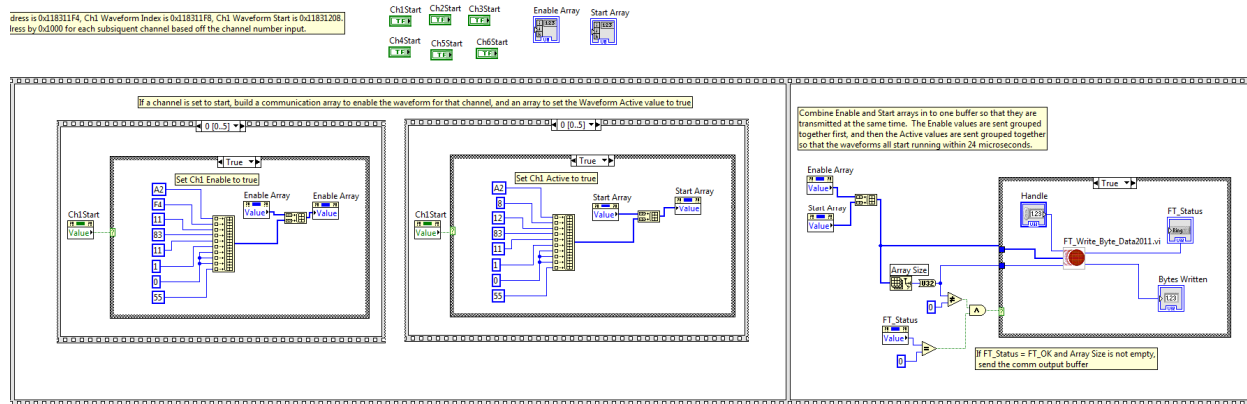 dress is 0x118311F4, Ch1 Waveform Index is 0x118311F8, Ch1 Waveform Start is 0x11831208.
dress by 0x1000 for each subsiquent channel based off the channel number input.
Ch1Start
Ch2Start
Ch3Start
TF
TF
TF
Ch4Start
Ch5Start
Ch6Start
TF
TF
TF
Enable Array
Start Array
If a channel is set to start, build a communication array to enable the waveform for that channel, and an array to set the Waveform Active value to true
0 [0..5]
True
Set Ch1 Enable to true
Ch1Start
Value
A2
F4
11
83
11
1
0
55
Enable Array
Value
Enable Array
Value
0 [0..5]
True
Set Ch1 Active to true
Ch1Start
Value
A2
8
12
83
11
1
0
55
Start Array
Value
Start Array
Value
Combine Enable and Start arrays in to one buffer so that they are
transmitted at the same time. The Enable values are sent grouped
together first, and then the Active values are sent grouped together
so that the waveforms all start running within 24 microseconds.
Enable Array
Value
Start Array
Value
Array Size
U32
0
FT_Status
Value
0
True
Handle
FT_Write_Byte_Data2011.vi
FT_Status
Bytes Written
If FT_Status = FT_OK and Array Size is not empty,
send the comm output buffer